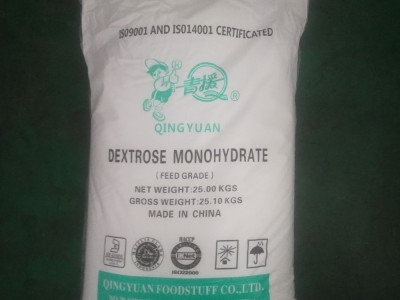 ISO9001 AND ISO14001 CERTIFICATED
青援
®
®
QINGYUAN
DEXTROSE MONOHYDRATE
( FEED GRADE )
NET WEIGHT:25.00 KGS
GROSS WEIGHT:25.10 KGS
MADE IN CHINA
QINGYUAN FOODSTUFF CO.,LTD.